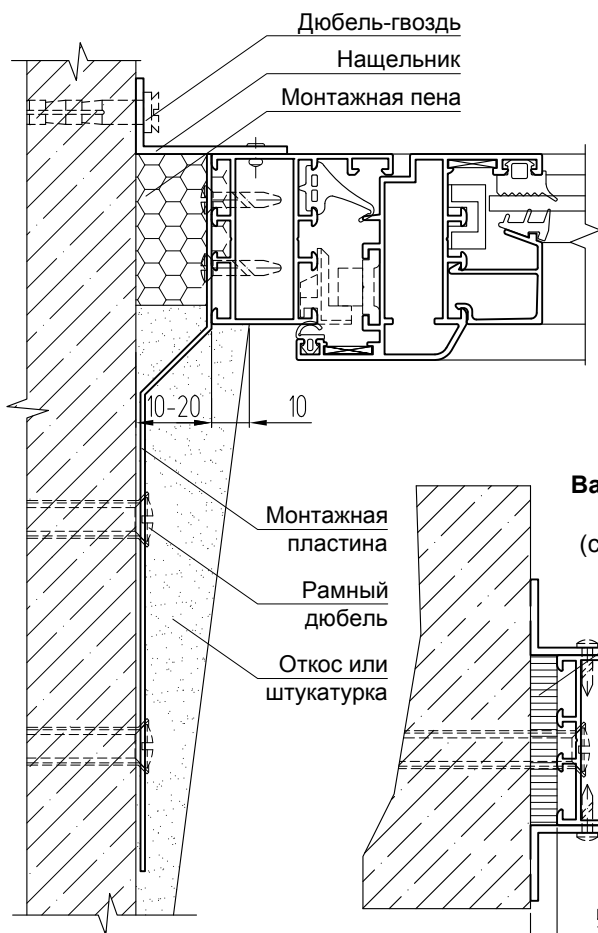 Дюбель-гвоздь
Нащельник
Монтажная пена
10-20
10
Монтажная
пластина
Рамный
дюбель
Откос или
штукатурка